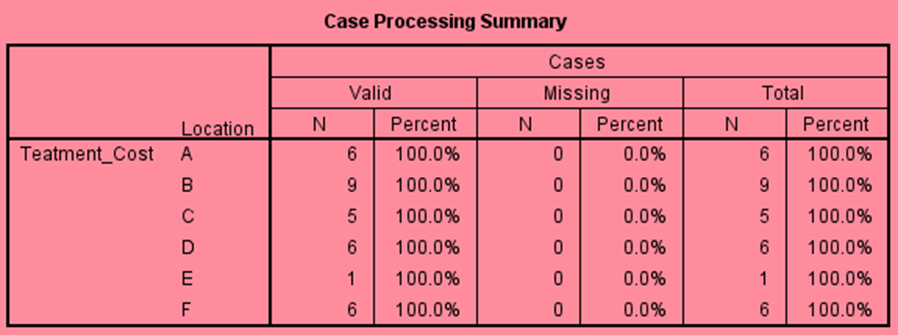 Case Processing Summary
Cases
Valid Missing Total
Location N Percent N Percent N Percent
Teatment_Cost A 6 100.0% 0 0.0% 6 100.0%
B 9 100.0% 0 0.0% 9 100.0%
C 5 100.0% 0 0.0% 5 100.0%
D 6 100.0% 0 0.0% 6 100.0%
E 1 100.0% 0 0.0% 1 100.0%
F 6 100.0% 0 0.0% 6 100.0%